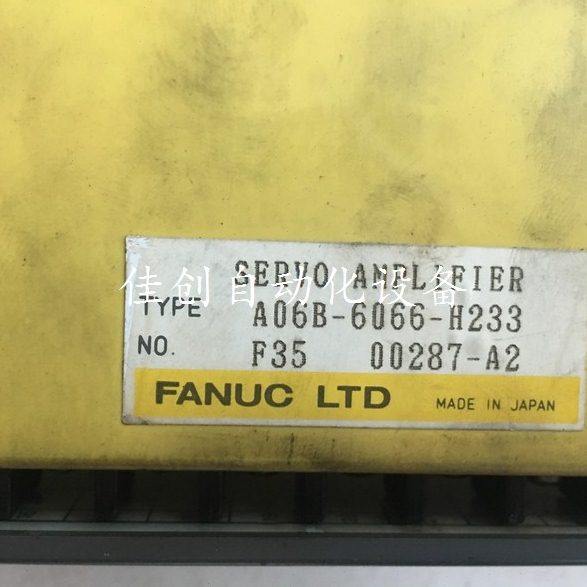 SERVO AMPLIFIER
佳创自动化设备
TYPE A06B-6066-H233
NO. F35 00287-A2
FANUC LTD MADE IN JAPAN